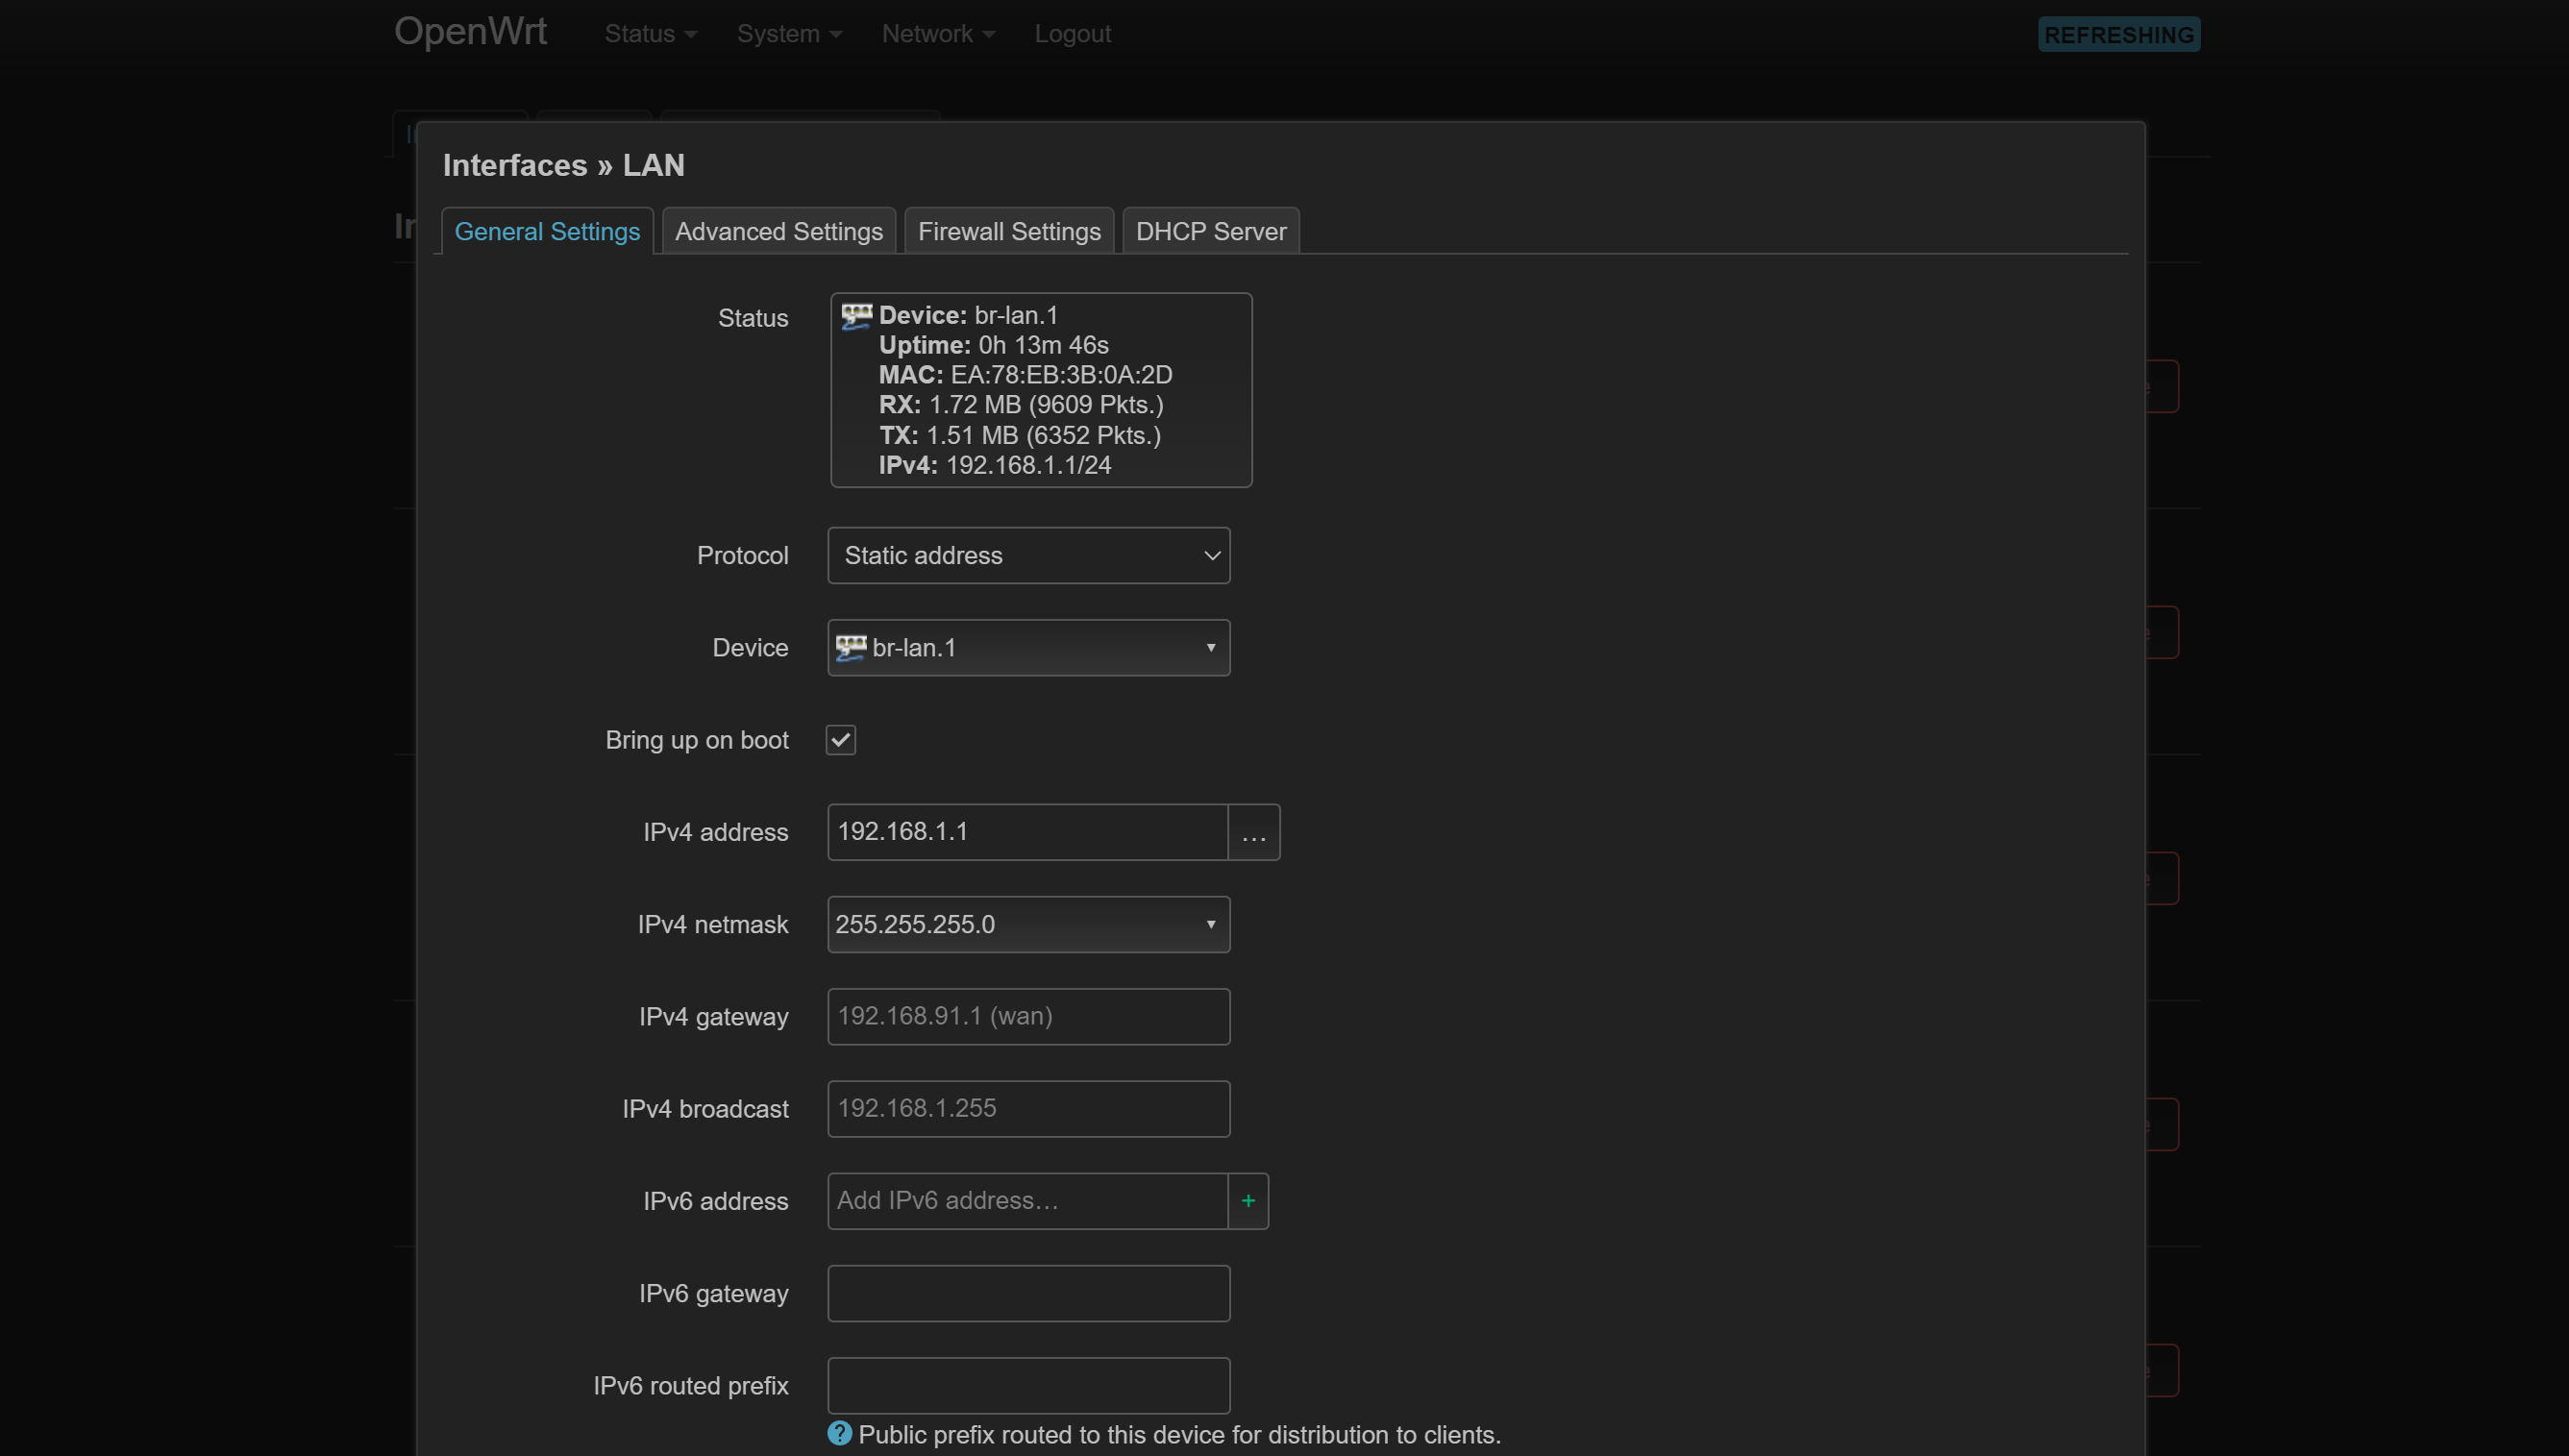 OpenWrt Status System Network Logout REFRESHING
Interfaces » LAN
General Settings Advanced Settings Firewall Settings DHCP Server
Status
Device: br-lan.1
Uptime: 0h 13m 46s
MAC: EA:78:EB:3B:0A:2D
RX: 1.72 MB (9609 Pkts.)
TX: 1.51 MB (6352 Pkts.)
IPv4: 192.168.1.1/24
Protocol Static address
Device br-lan.1
Bring up on boot
IPv4 address 192.168.1.1 ...
IPv4 netmask 255.255.255.0
IPv4 gateway 192.168.91.1 (wan)
IPv4 broadcast 192.168.1.255
IPv6 address Add IPv6 address… +
IPv6 gateway
IPv6 routed prefix
? Public prefix routed to this device for distribution to clients.